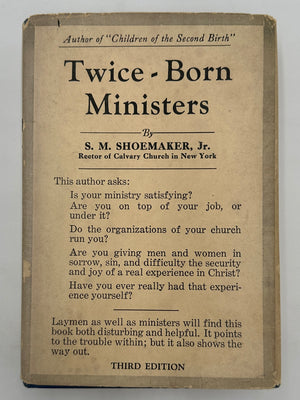 Author of "Children of the Second Birth"
Twice-Born
Ministers
By
S. M. SHOEMAKER, Jr.
Rector of Calvary Church in New York
This author asks:
Is your ministry satisfying?
Are you on top of your job, or
under it?
Do the organizations of your church
run you?
Are you giving men and women in
sorrow, sin, and difficulty the security
and joy of a real experience in Christ?
Have you ever really had that experi-
ence yourself?
Laymen as well as ministers will find this
book both disturbing and helpful. It points
to the trouble within; but it also shows the
way out.
THIRD EDITION